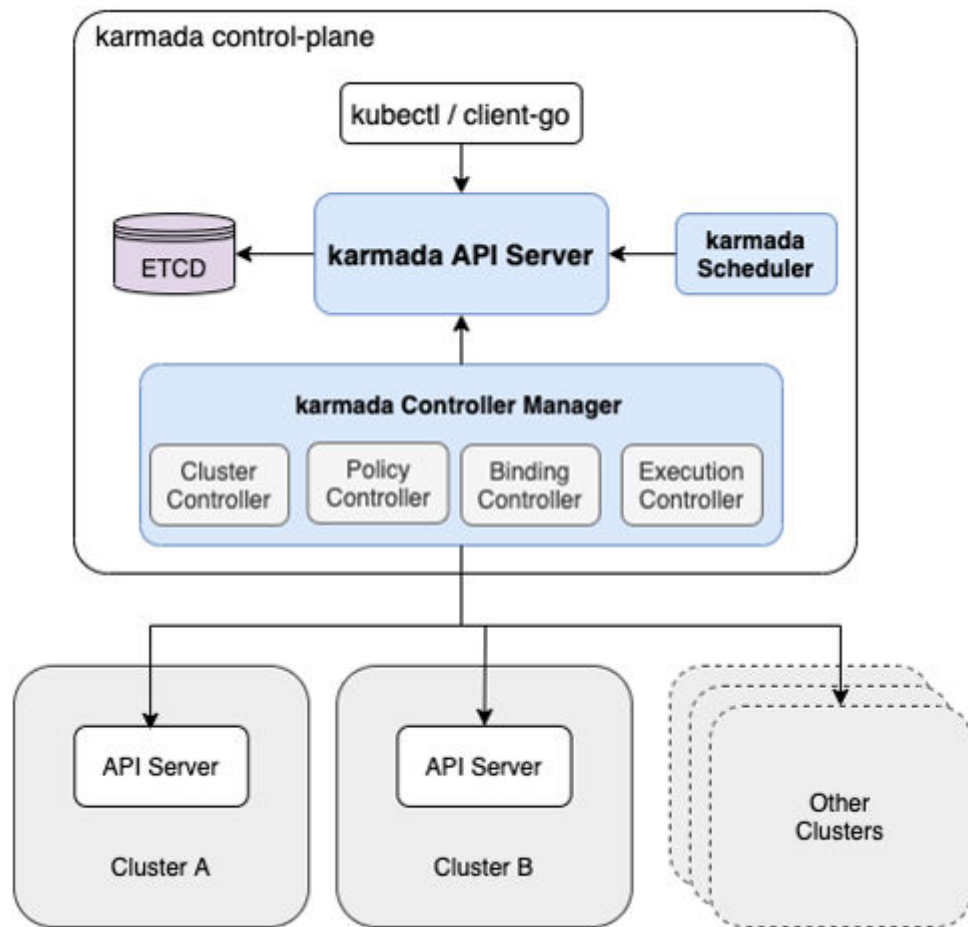 karmada control-plane
kubectl / client-go
karmada API Server
ETCD
karmada
Scheduler
karmada Controller Manager
Cluster
Controller
Policy
Controller
Binding
Controller
Execution
Controller
API Server
Cluster A
API Server
Cluster B
Other
Clusters